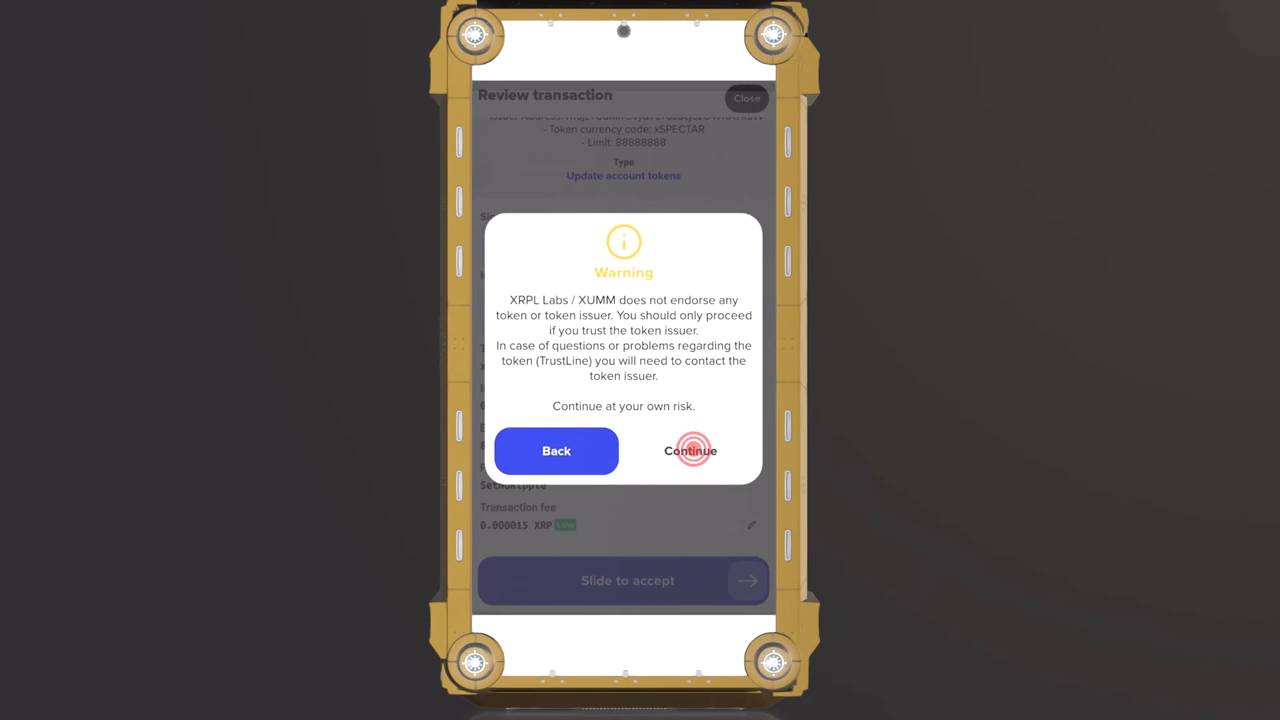 Review transaction
Close
- Token currency code: xSPECTAR
- Limit: 88888888
Type
Update account tokens
Warning
XRPL Labs / XUMM does not endorse any
token or token issuer. You should only proceed
if you trust the token issuer.
In case of questions or problems regarding the
token (TrustLine) you will need to contact the
token issuer.
Continue at your own risk.
Back
Continue
Transaction fee
0.000015 XRP
Slide to accept